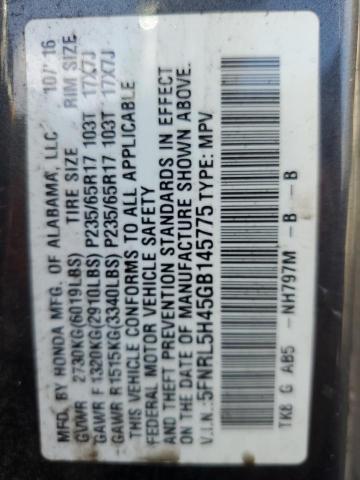 MFD. BY HONDA MFG. OF ALABAMA, LLC 10/16
GVWR 2730KG(6019LBS) TIRE SIZE RIM SIZE
GAWR F 1320KG(2910LBS) P235/65R17 103T 17X7J
GAWR R 1515KG(3340LBS) P235/65R17 103T 17X7J
THIS VEHICLE CONFORMS TO ALL APPLICABLE
FEDERAL MOTOR VEHICLE SAFETY
AND THEFT PREVENTION STANDARDS IN EFFECT
ON THE DATE OF MANUFACTURE SHOWN ABOVE.
V.I.N.:5FNRL5H45GB145775 TYPE: MPV
TK8 G AB5 -NH797M -B -B